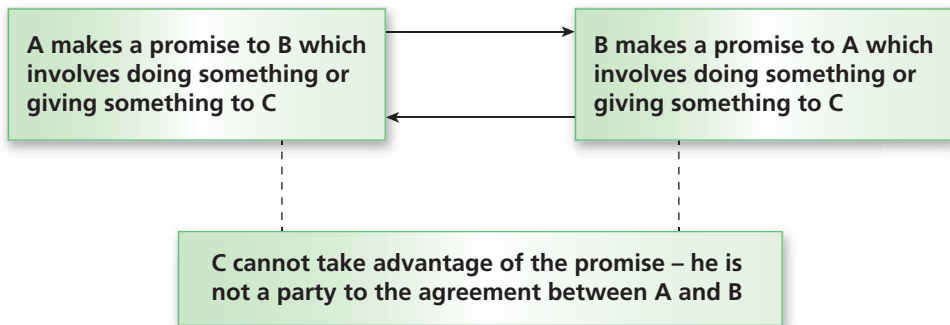 A makes a promise to B which
involves doing something or
giving something to C
B makes a promise to A which
involves doing something or
giving something to C
C cannot take advantage of the promise – he is
not a party to the agreement between A and B